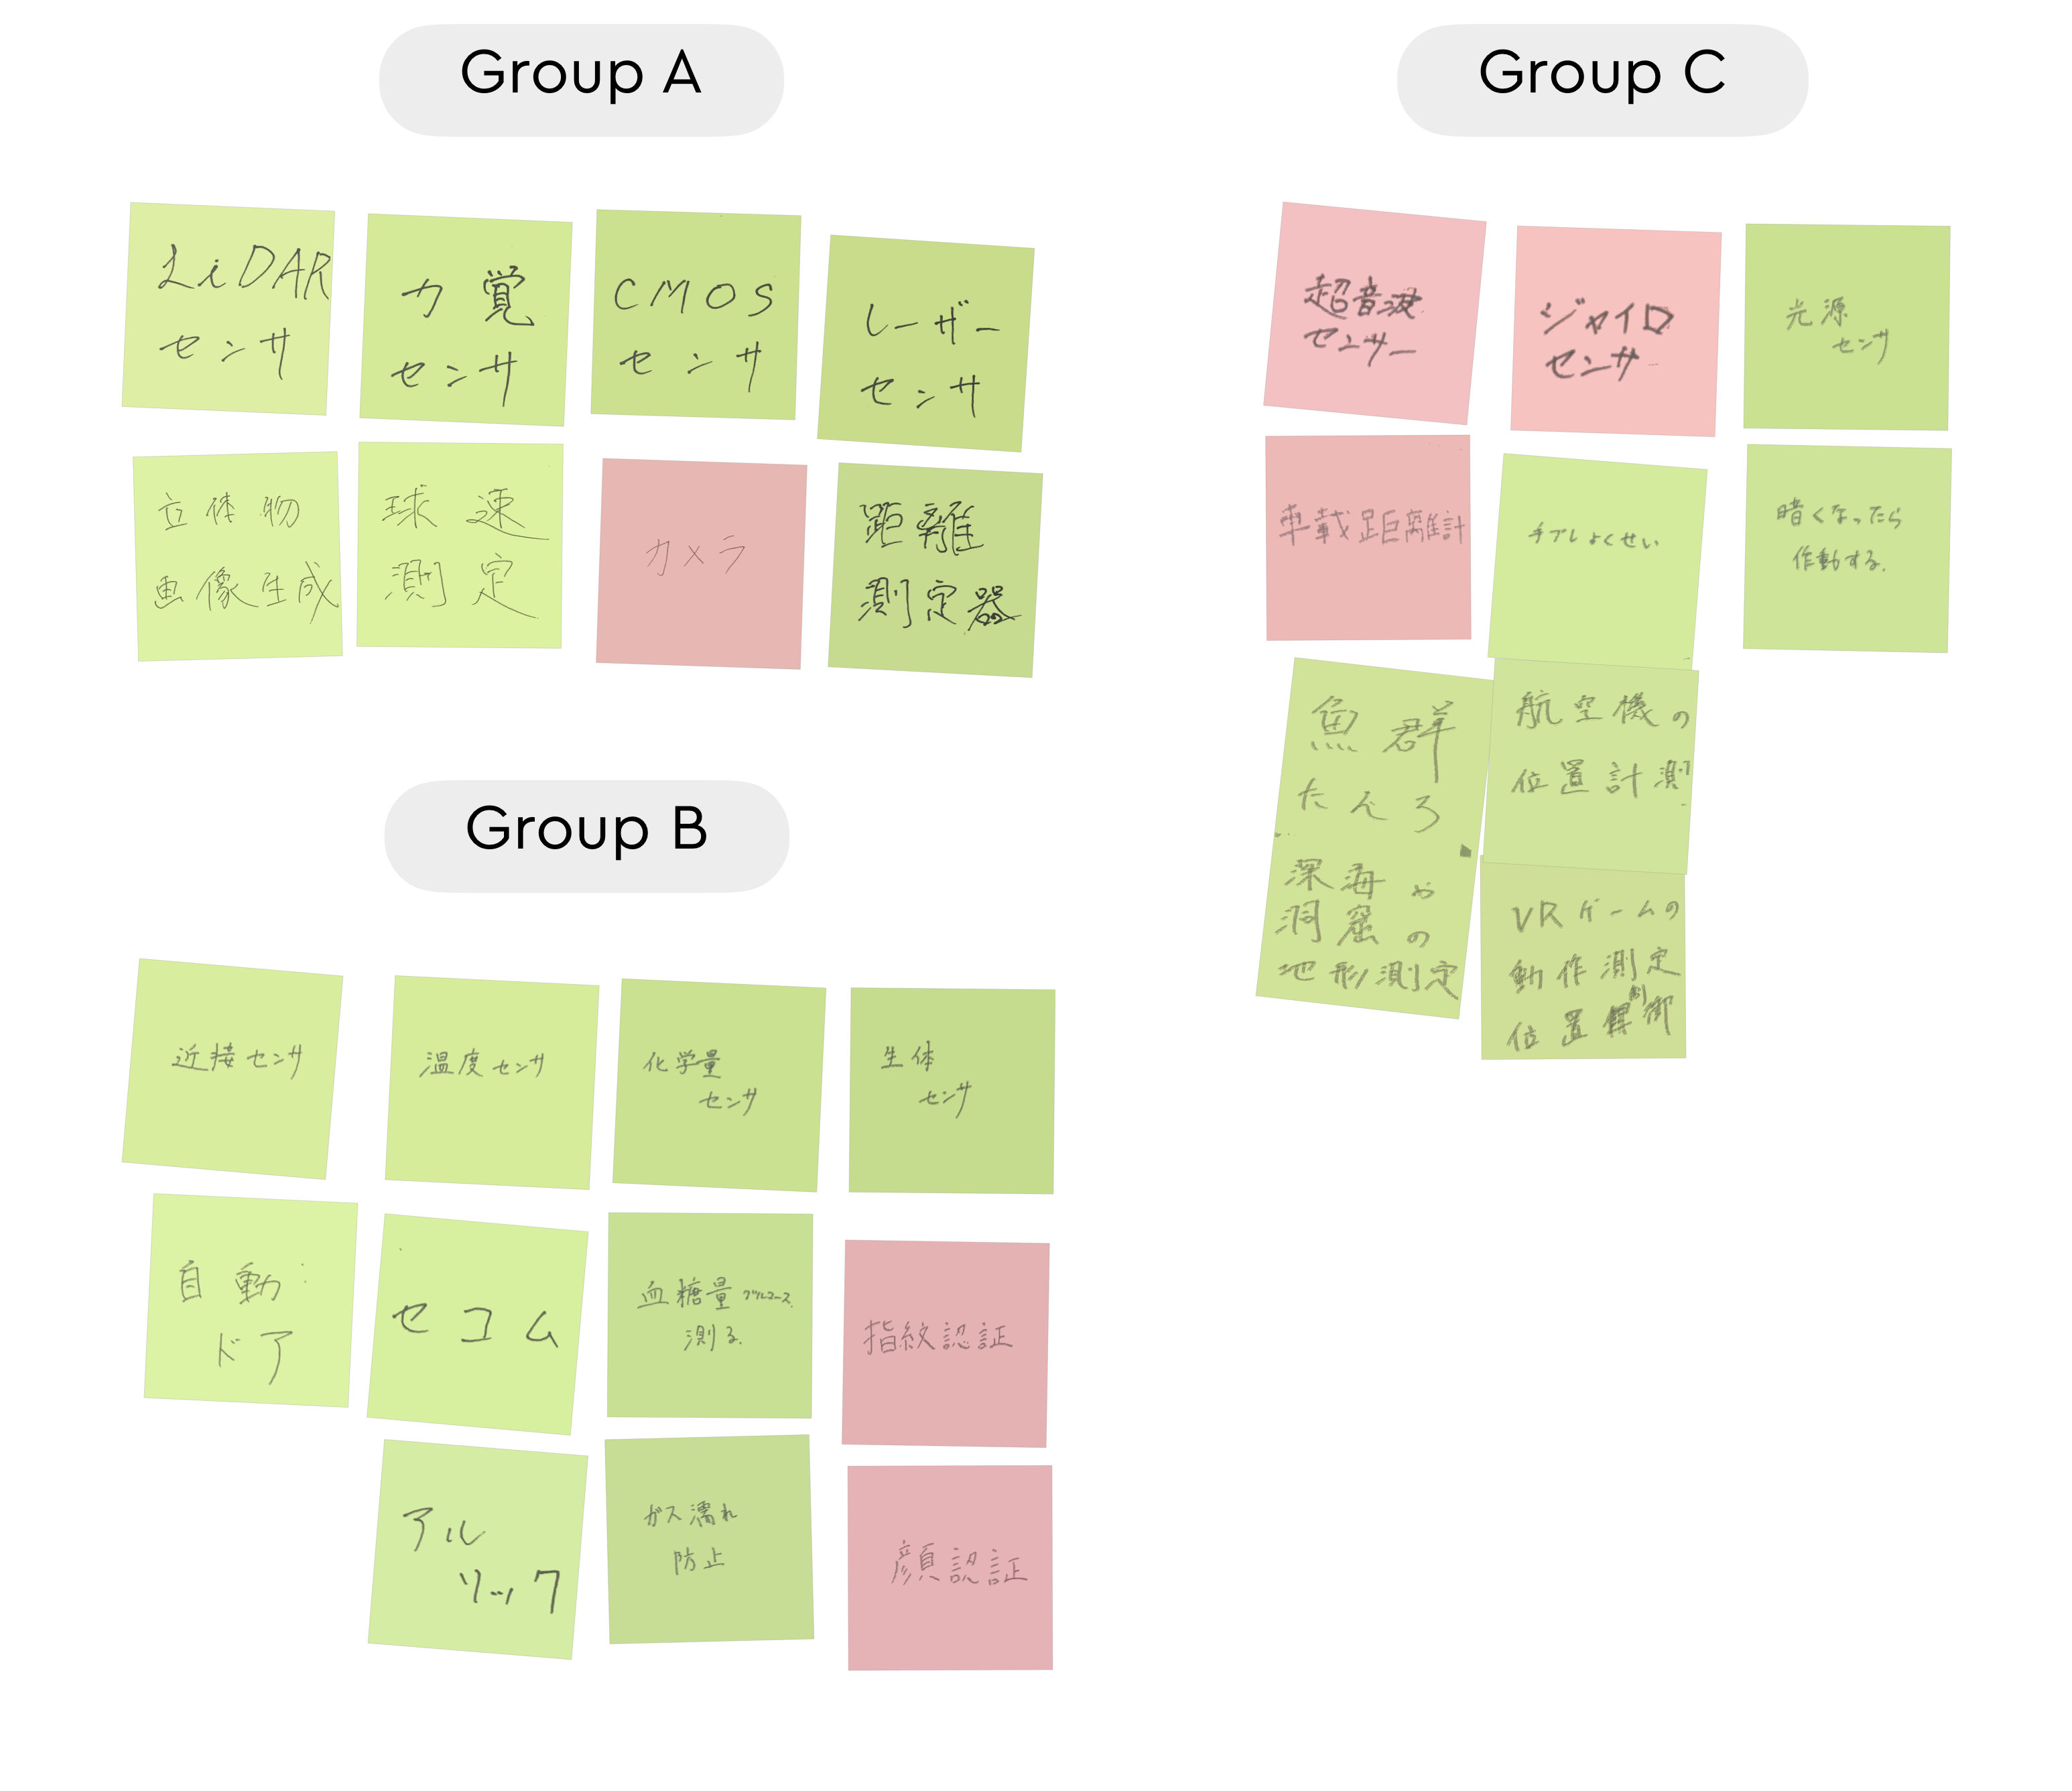 Group A
LiDAR
センサ
力覚
センサ
CMOS
センサ
レーザー
センサ
立体物
画像生成
球速
測定
カメラ
距離
測定器
Group B
近接センサ
温度センサ
化学量
センサ
生体
センサ
自動
ドア
セコム
血糖量グルコース
測る.
指紋認証
アル
ソック
ガス濡れ
防止
顔認証
Group C
超音波
センサー
ジャイロ
センサ
光源
センサ
車載距離計
手ブレよくせい
暗くなったら
作動する.
魚群
たんろ
深海や
洞窟の
地形測定
航空機の
位置計測
VRゲームの
動作測定
位置制御